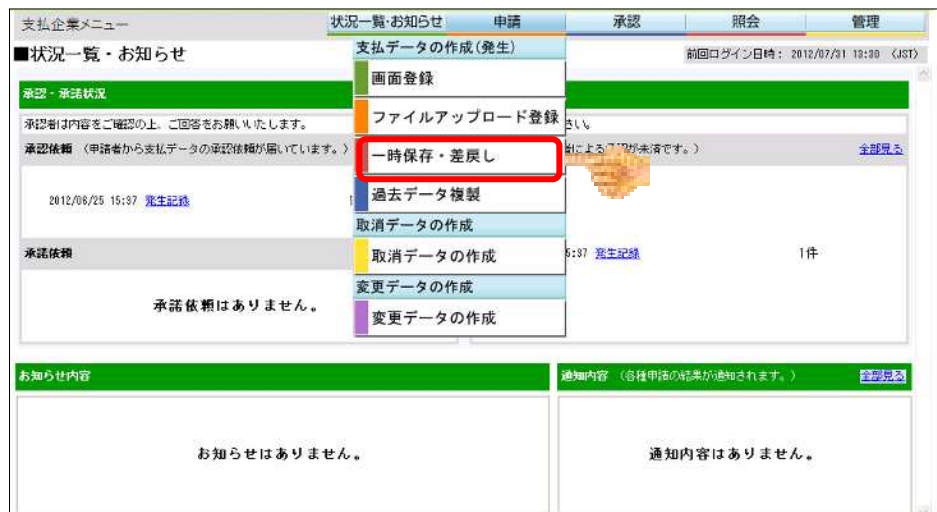 支払企業メニュー
状況一覧・お知らせ 申請 承認 照会 管理
■状況一覧・お知らせ
前回ログイン日時: 2012/07/31 13:30 (JST)
支払データの作成(発生)
画面登録
ファイルアップロード登録
一時保存・差戻し
過去データ複製
取消データの作成
取消データの作成
変更データの作成
変更データの作成
承認・承諾状況
承認者は内容をご確認の上、ご回答をお願いいたします。
さい。
承認依頼 (申請者から支払データの承認依頼が届いています。)
が未済です。) 全部見る
2012/08/25 15:37 発生記録
承諾依頼
5:37 発生記録 1件
承諾依頼はありません。
お知らせ内容
通知内容 (各種申請の結果が通知されます。) 全部見る
お知らせはありません。
通知内容はありません。